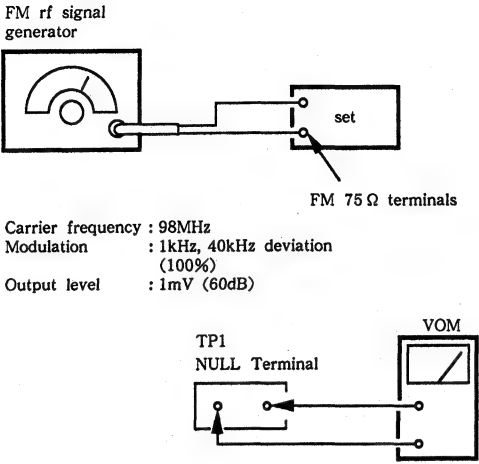 FM rf signal
generator
set
FM 75 Ω terminals
Carrier frequency : 98MHz
Modulation : 1kHz, 40kHz deviation
(100%)
Output level : 1mV (60dB)
VOM
TP1
NULL Terminal